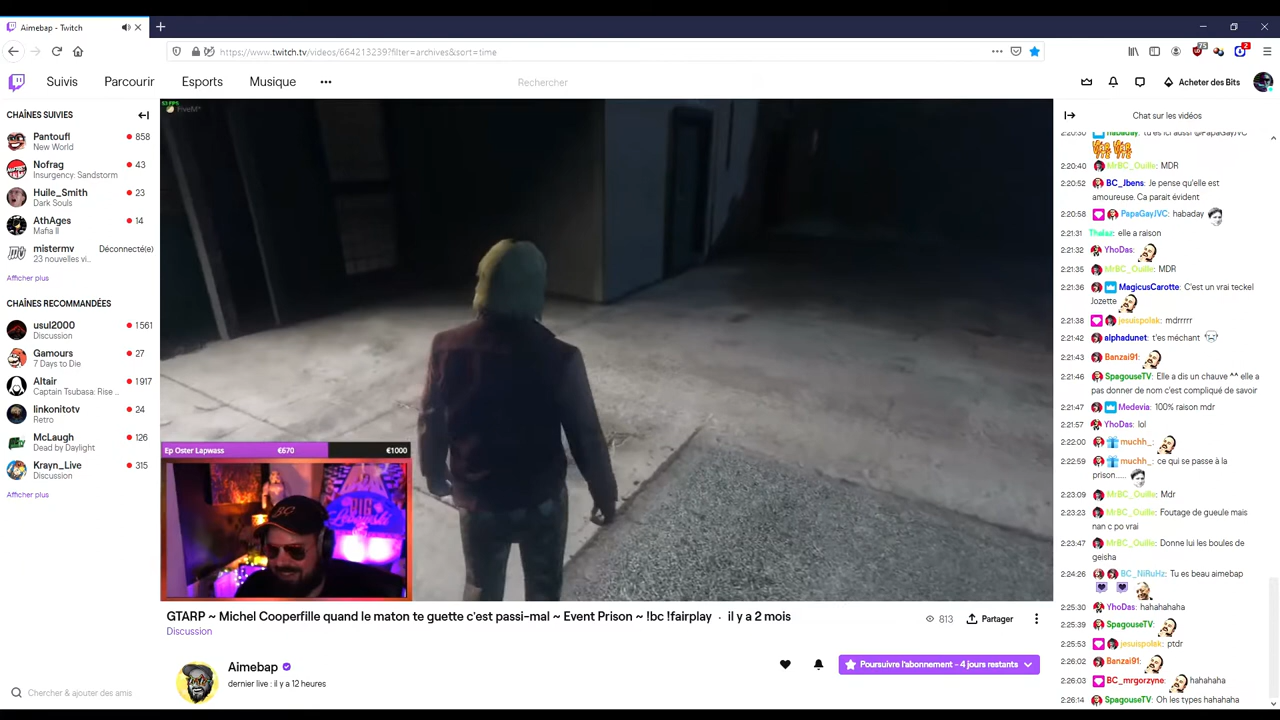 Aimebap - Twitch
https://www.twitch.tv/videos/664213239?filter=archives&sort=time
75
2
Suivis
Parcourir
Esports
Musique
Rechercher
Acheter des Bits
CHAÎNES SUIVIES
Pantoufl
858
New World
Nofrag
43
Insurgency: Sandstorm
Huile_Smith
23
Dark Souls
AthAges
14
Mafia II
mistermv
Déconnecté(e)
23 nouvelles vi...
Afficher plus
CHAÎNES RECOMMANDÉES
usul2000
1 561
Discussion
Gamours
27
7 Days to Die
Altair
1 917
Captain Tsubasa: Rise ...
linkonitotv
24
Retro
McLaugh
126
Dead by Daylight
Krayn_Live
315
Discussion
Afficher plus
Chercher & ajouter des amis
FiveM
Ep Oster Lapwass
€670
€1000
GTARP ~ Michel Cooperfille quand le maton te guette c'est passi-mal ~ Event Prison ~ !bc !fairplay · il y a 2 mois
Discussion
813
Partager
Aimebap
dernier live : il y a 12 heures
Poursuivre l'abonnement – 4 jours restants
Chat sur les vidéos
2:20:30 habaday: tu es ici aussi @PapaGayJVC
2:20:40 MrBC_Ouille: MDR
2:20:52 BC_Jbens: Je pense qu'elle est
amoureuse. Ca parait évident
2:20:58 PapaGayJVC: habaday
2:21:31 Thalaz: elle a raison
2:21:32 YhoDas:
2:21:35 MrBC_Ouille: MDR
2:21:36 MagicusCarotte: C'est un vrai teckel
Jozette
2:21:38 jesuispolak: mdrrrrr
2:21:42 alphadunet: t'es méchant
2:21:43 Banzai91:
2:21:46 SpagouseTV: Elle a dis un chauve ^^ elle a
pas donner de nom c'est compliqué de savoir
2:21:47 Medevia: 100% raison mdr
2:21:57 YhoDas: lol
2:22:00 muchh_:
2:22:59 muchh_: ce qui se passe à la
prison.....
2:23:09 MrBC_Ouille: Mdr
2:23:23 MrBC_Ouille: Foutage de gueule mais
nan c po vrai
2:23:47 MrBC_Ouille: Donne lui les boules de
geisha
2:24:26 BC_NiRuHz: Tu es beau aimebap
2:25:30 YhoDas: hahahahaha
2:25:39 SpagouseTV:
2:25:53 jesuispolak: ptdr
2:26:02 Banzai91:
2:26:03 BC_mrgorzyne: hahahaha
2:26:14 SpagouseTV: Oh les types hahahaha